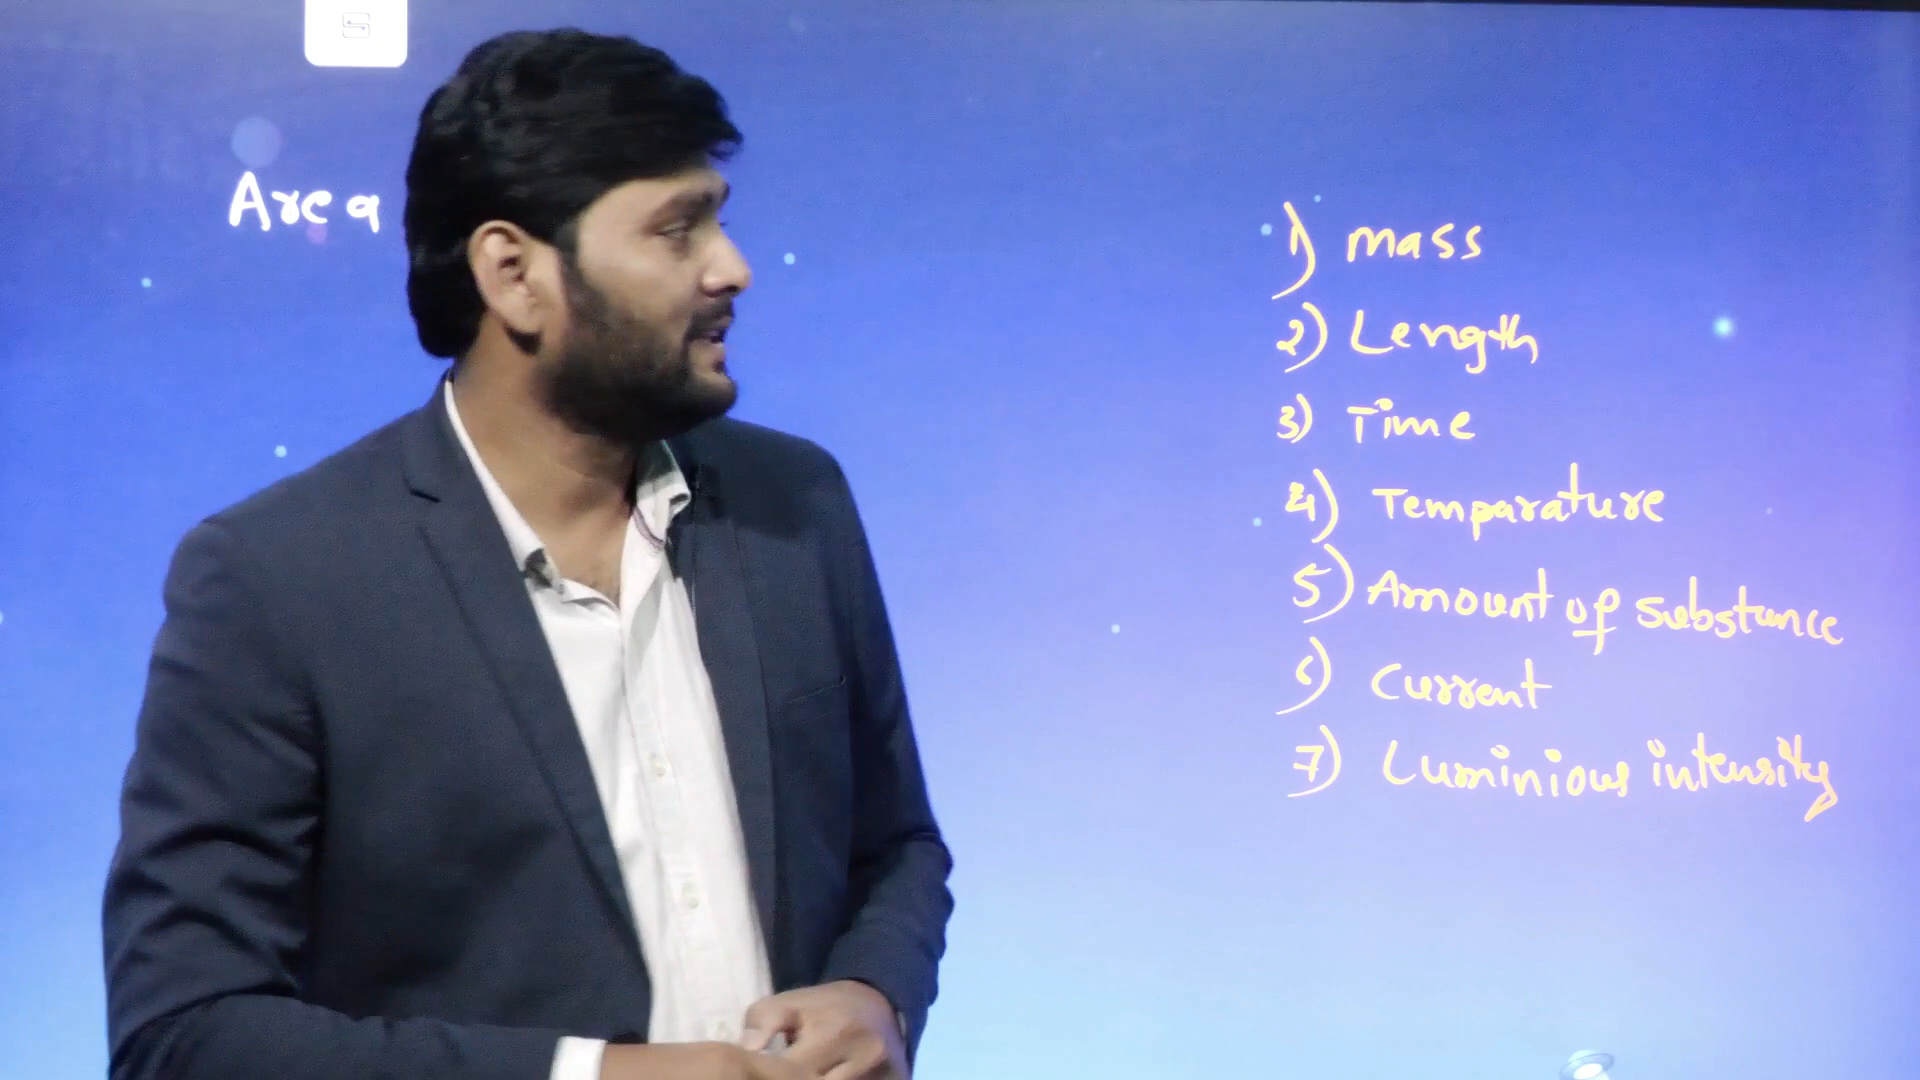 Area
1) mass
2) Length
3) Time
4) Temparature
5) Amount of substance
6) Current
7) Luminious intensity